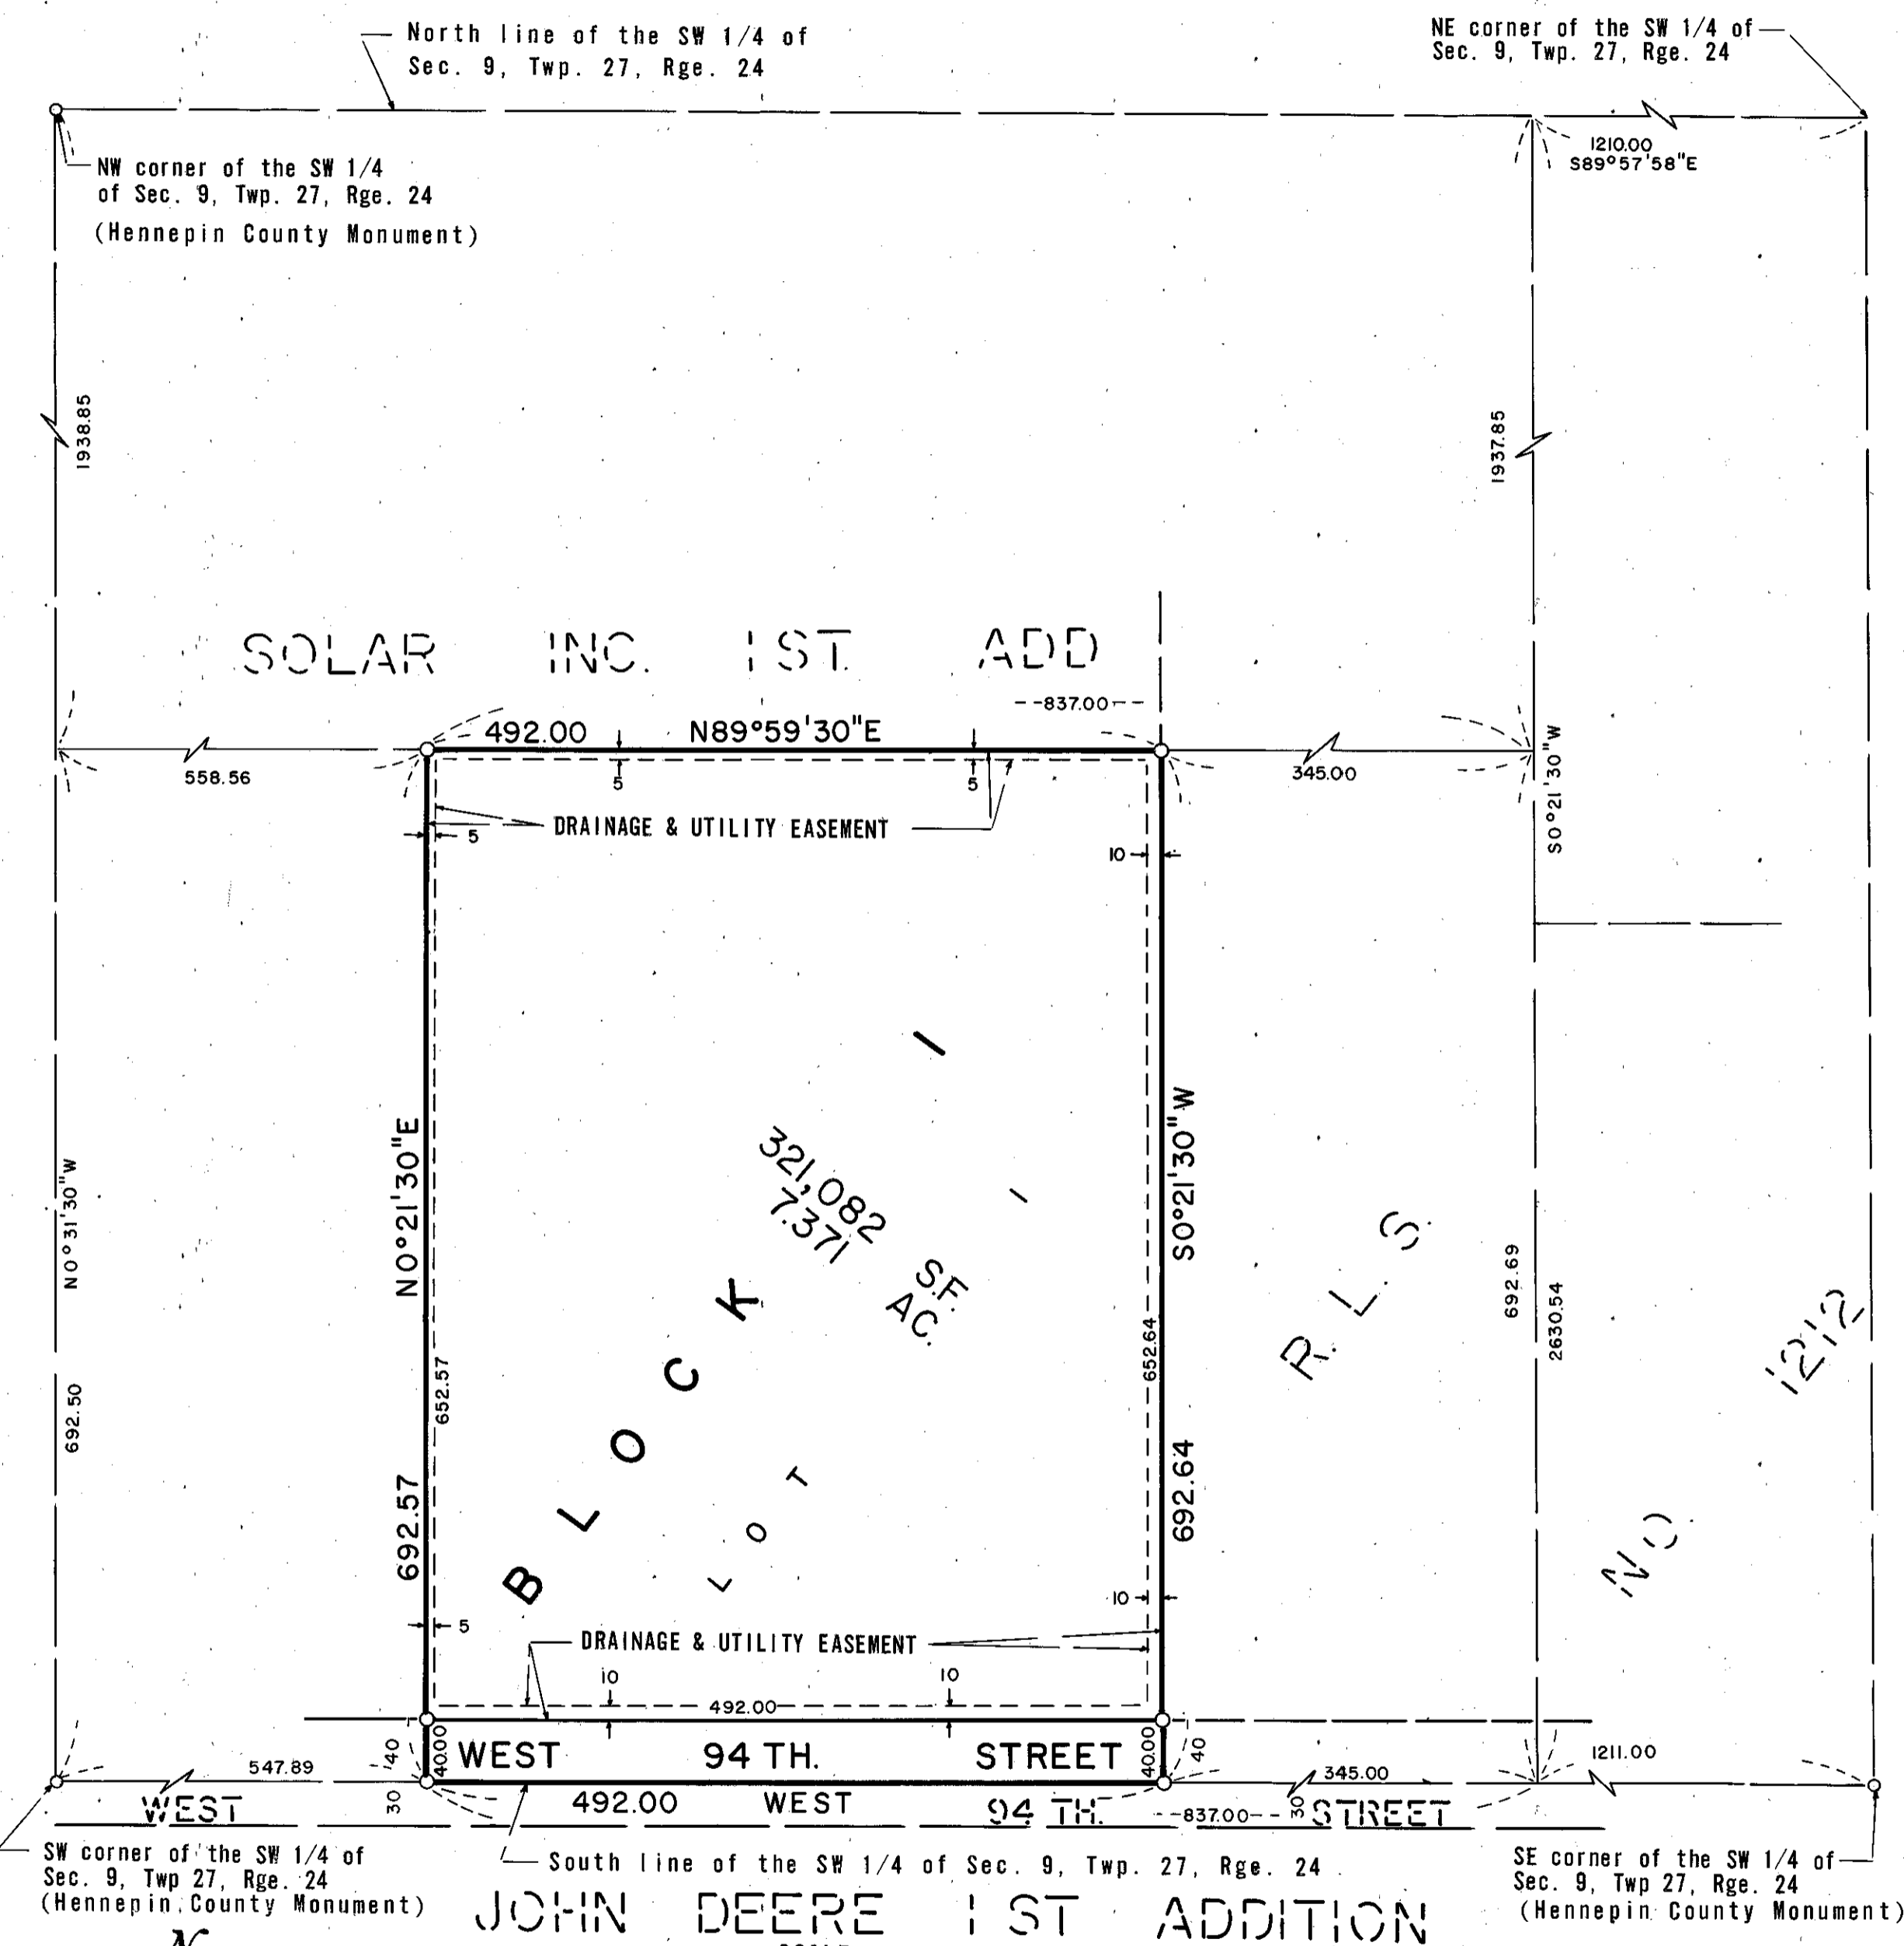 North line of the SW 1/4 of
Sec. 9, Twp. 27, Rge. 24
NE corner of the SW 1/4 of
Sec. 9, Twp. 27, Rge. 24
1210.00
S89°57'58"E
NW corner of the SW 1/4
of Sec. 9, Twp. 27, Rge. 24
(Hennepin County Monument)
1938.85
1937.85
SOLAR INC. 1ST. ADD
837.00
492.00 N89°59'30"E
558.56
345.00
S0°21'30"W
5
5
DRAINAGE & UTILITY EASEMENT
5
10
N0°21'30"E
S0°21'30"W
N0°31'30"W
321,082 S.F.
7.371 AC.
BLOCK 1
LOT 1
R.L.S. NO. 1212
692.69
2630.54
652.57
652.64
692.50
692.57
692.64
5
10
DRAINAGE & UTILITY EASEMENT
10
10
492.00
40
40.00
WEST 94 TH. STREET
40.00
40
547.89
345.00
1211.00
30
492.00
837.00
30
WEST WEST 94 TH. STREET
SW corner of the SW 1/4 of
Sec. 9, Twp 27, Rge. 24
(Hennepin County Monument)
South line of the SW 1/4 of Sec. 9, Twp. 27, Rge. 24
SE corner of the SW 1/4 of
Sec. 9, Twp 27, Rge. 24
(Hennepin County Monument)
JOHN DEERE 1ST ADDITION
N